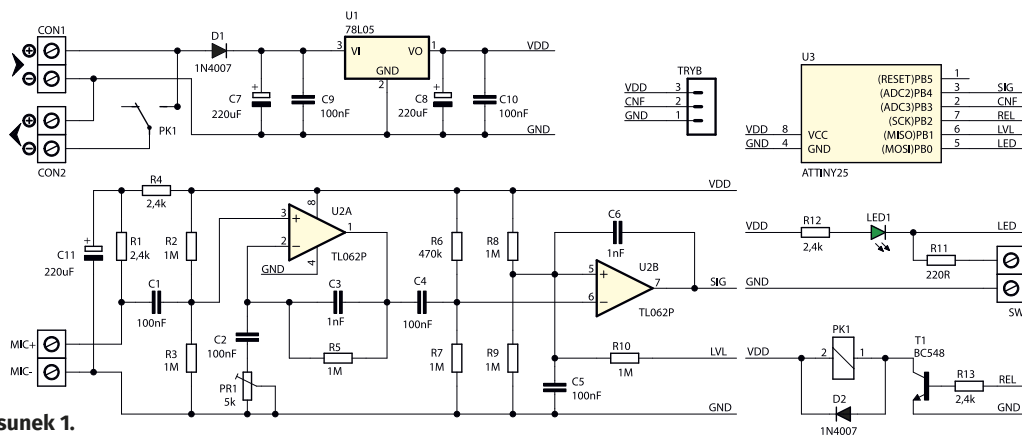 CON1
CON2
PK1
D1
1N4007
C7
220uF
C9
100nF
U1
78L05
3 VI VO 1
GND
2
C8
220uF
C10
100nF
VDD
GND
TRYB
VDD 3
CNF 2
GND 1
U3
(RESET)PB5 1
(ADC2)PB4 3 SIG
(ADC3)PB3 2 CNF
(SCK)PB2 7 REL
(MISO)PB1 6 LVL
(MOSI)PB0 5 LED
VDD 8 VCC
GND 4 GND
ATTINY25
R4
2,4k
VDD
C11
220uF
R1
2,4k
R2
1M
C1
100nF
MIC+
MIC-
R3
1M
U2A
TL062P
3
2
8
4
1
GND
C2
100nF
PR1
5k
C3
1nF
R5
1M
C4
100nF
R6
470k
R7
1M
R8
1M
R9
1M
C6
1nF
U2B
TL062P
5
6
7
SIG
R10
1M
LVL
C5
100nF
GND
VDD
R12
2,4k
LED1
LED
R11
220R
GND
SW
VDD
PK1
2 1
D2
1N4007
T1
BC548
R13
2,4k
REL
GND
sunek 1.